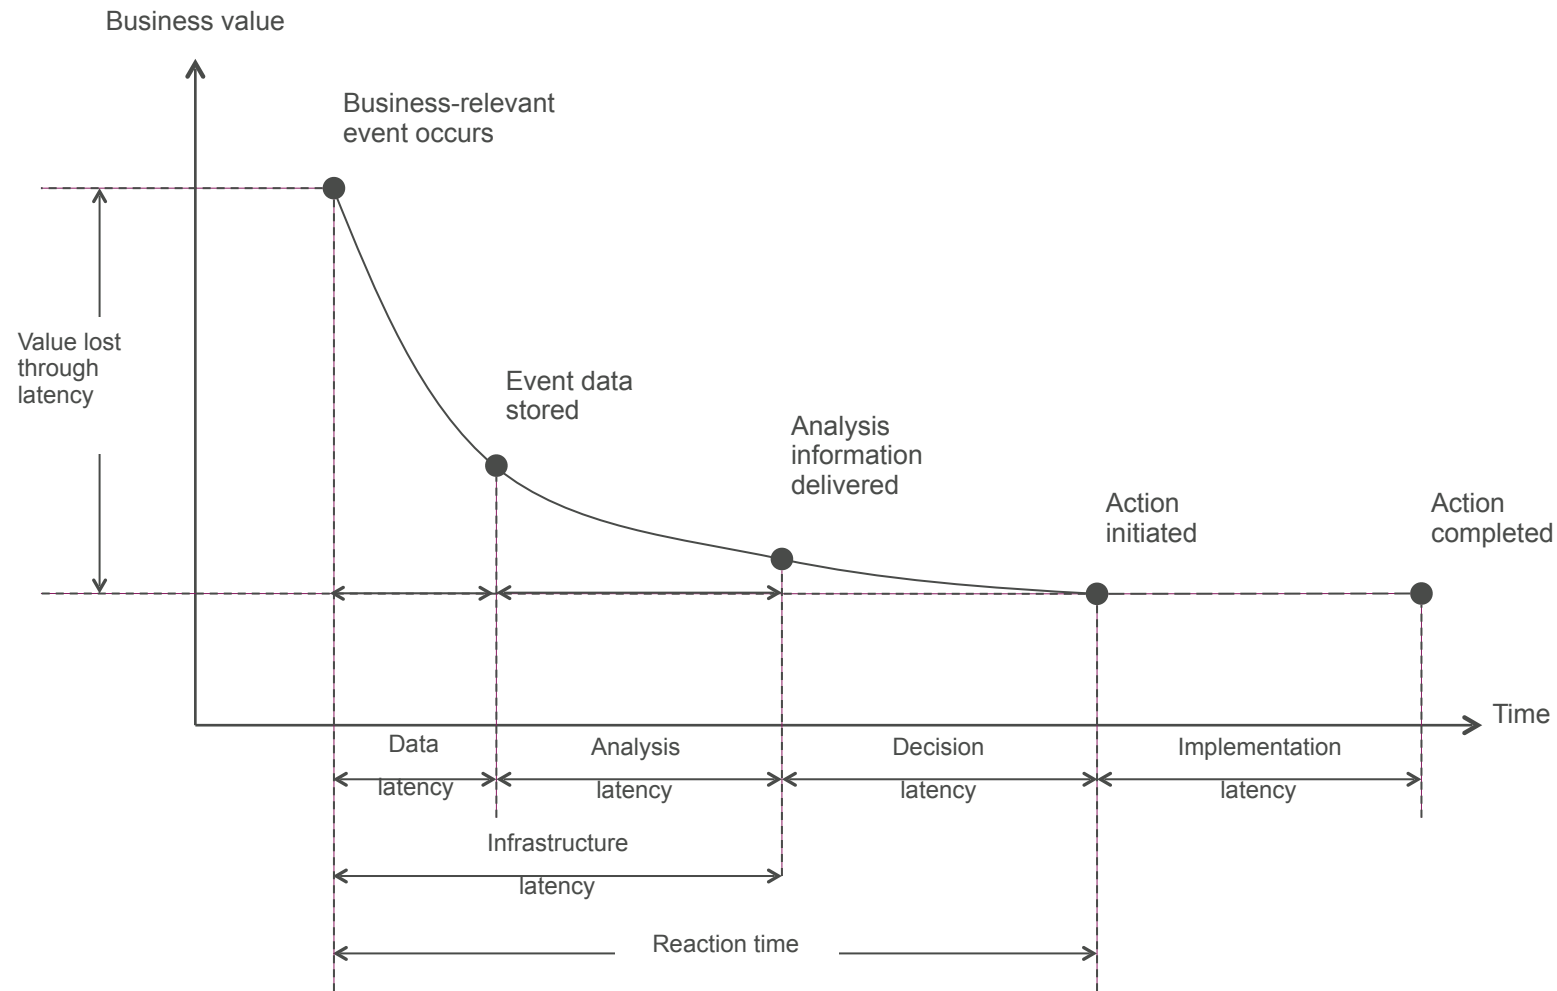 Business value
Business-relevant
event occurs
Value lost
through
latency
Event data
stored
Analysis
information
delivered
Action
initiated
Action
completed
Time
Data
latency
Analysis
latency
Decision
latency
Implementation
latency
Infrastructure
latency
Reaction time